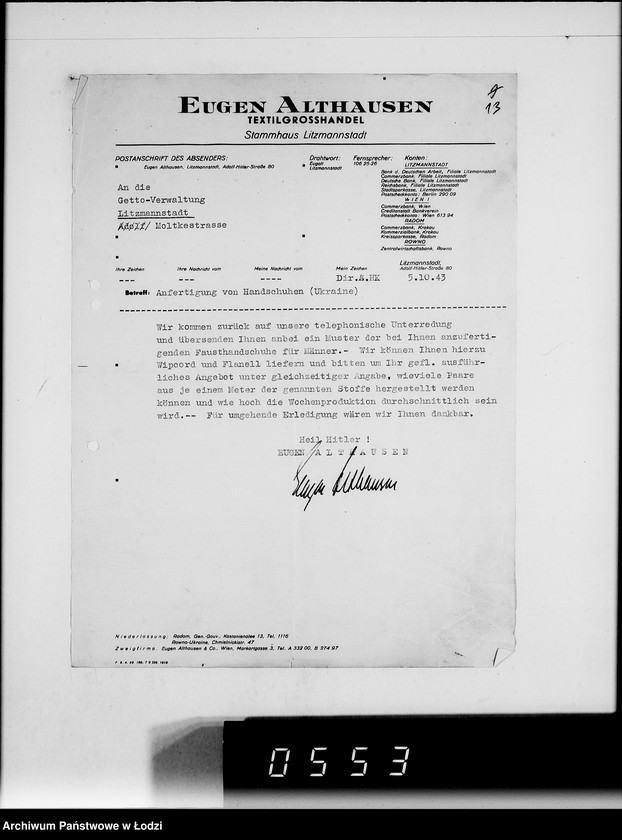 13
EUGEN ALTHAUSEN
TEXTILGROSSHANDEL
Stammhaus Litzmannstadt
POSTANSCHRIFT DES ABSENDERS:
Eugen Althausen, Litzmannstadt, Adolf-Hitler-Straße 80
Drahtwort:
Eugalt
Litzmannstadt
Fernsprecher:
106 25-26
Konten:
LITZMANNSTADT
Bank d. Deutschen Arbeit, Filiale Litzmannstadt
Commerzbank, Filiale Litzmannstadt
Deutsche Bank, Filiale Litzmannstadt
Reichsbank, Filiale Litzmannstadt
Stadtsparkasse, Litzmannstadt
Postscheckkonto: Berlin 290 09
WIEN I
Commerzbank, Wien
Creditanstalt Bankverein
Postscheckkonto: Wien 613 94
RADOM
Commerzbank, Krakau
Kommerzialbank, Krakau
Kreissparkasse, Radom
ROWNO
Zentralwirtschaftsbank, Rowno
An die
Getto-Verwaltung
Litzmannstadt
Moltkestrasse
Ihre Zeichen
Ihre Nachricht vom
Meine Nachricht vom
Mein Zeichen
Litzmannstadt,
Adolf-Hitler-Straße 80
--- --- ---- Dir.A.HK 5.10.43
Betreff: Anfertigung von Handschuhen (Ukraine)
Wir kommen zurück auf unsere telephonische Unterredung
und übersenden Ihnen anbei ein Muster der bei Ihnen anzuferti-
genden Fausthandschuhe für Männer.- Wir können Ihnen hierzu
Wipcord und Flanell liefern und bitten um Ihr gefl. ausführ-
liches Angebot unter gleichzeitiger Angabe, wieviele Paare
aus je einem Meter der genannten Stoffe hergestellt werden
können und wie hoch die Wochenproduktion durchschnittlich sein
wird.-- Für umgehende Erledigung wären wir Ihnen dankbar.
Heil Hitler !
EUGEN A L T H A U S E N
Eugen Althausen
Niederlassung: Radom, Gen.-Gouv., Kastanienallee 13, Tel. 1116
Rowno-Ukraine, Chmielnickistr. 47
Zweigfirma: Eugen Althausen & Co., Wien, Markartgasse 3, Tel. A 332 00, B 274 97
0553
Archiwum Państwowe w Łodzi